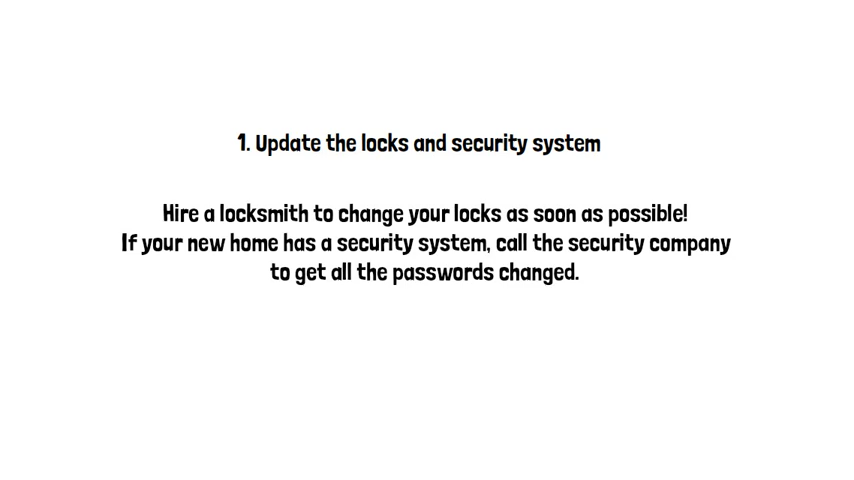 1. Update the locks and security system
Hire a locksmith to change your locks as soon as possible!
If your new home has a security system, call the security company
to get all the passwords changed.